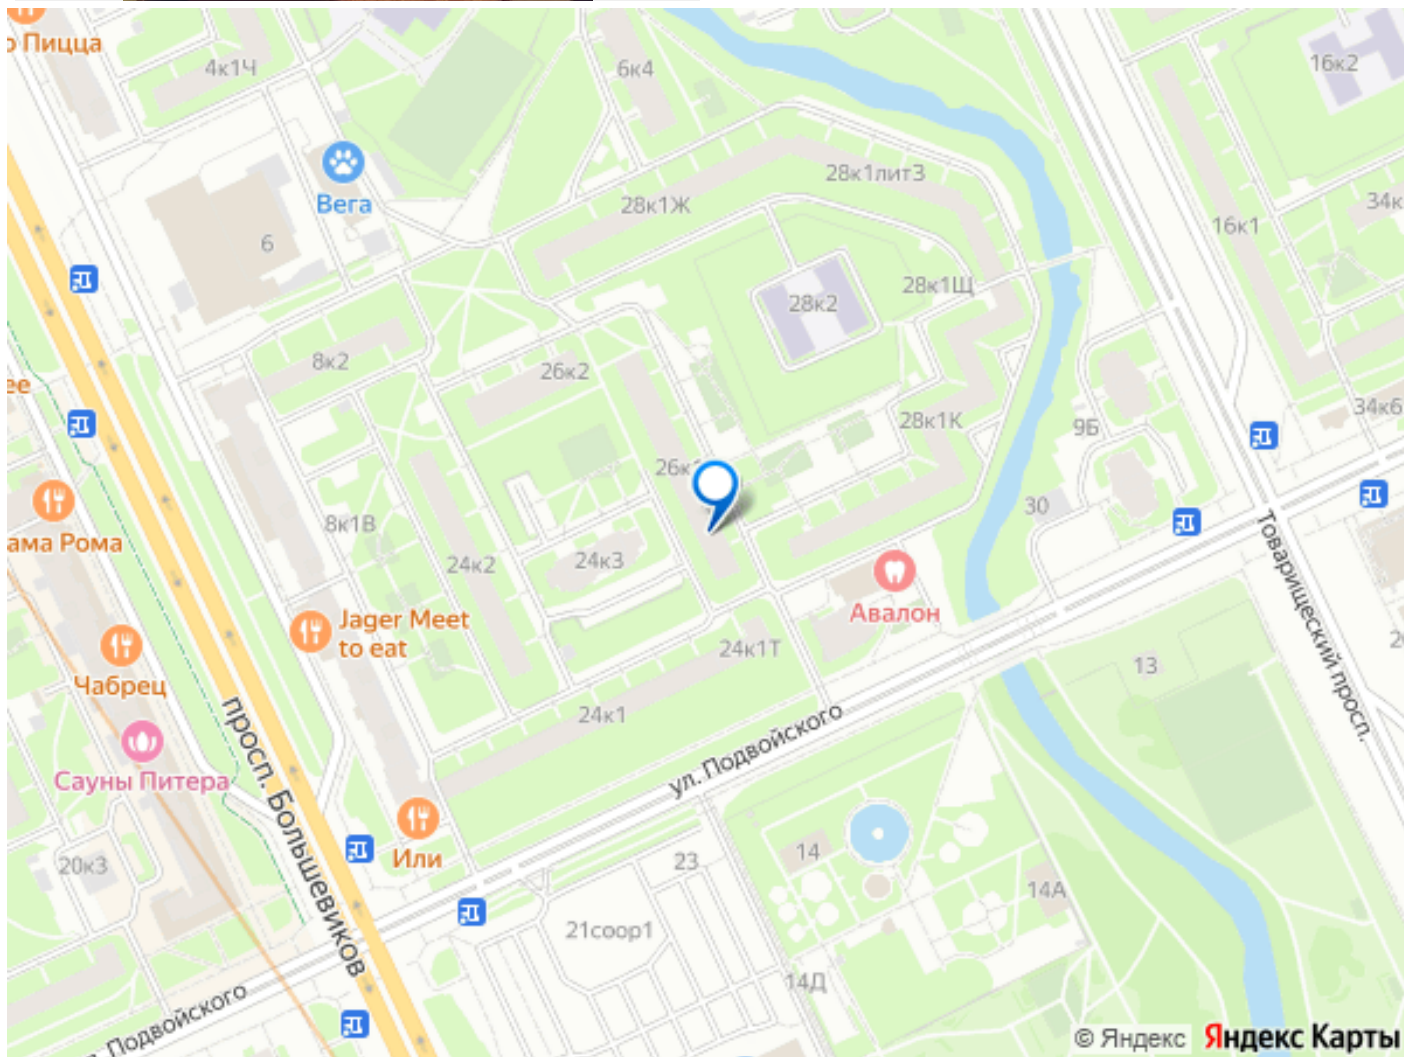 о Пицца
4к1Ч
6к4
16к2
28к1литЗ
Вега
28к1Ж
34к
16к1
6
28к1Щ
28к2
8к2
26к2
ее
34к6
28к1К
9Б
26к
30
8к1В
ама Рома
24к3
24к2
Товарищеский просп.
Авалон
Jager Meet
to eat
24к1Т
13
Чабрец
24к1
просп. Большевиков
ул. Подвойского
Сауны Питера
Или
23
14
20к3
14А
21соор1
14Д
. Подвойского
© Яндекс Яндекс Карты